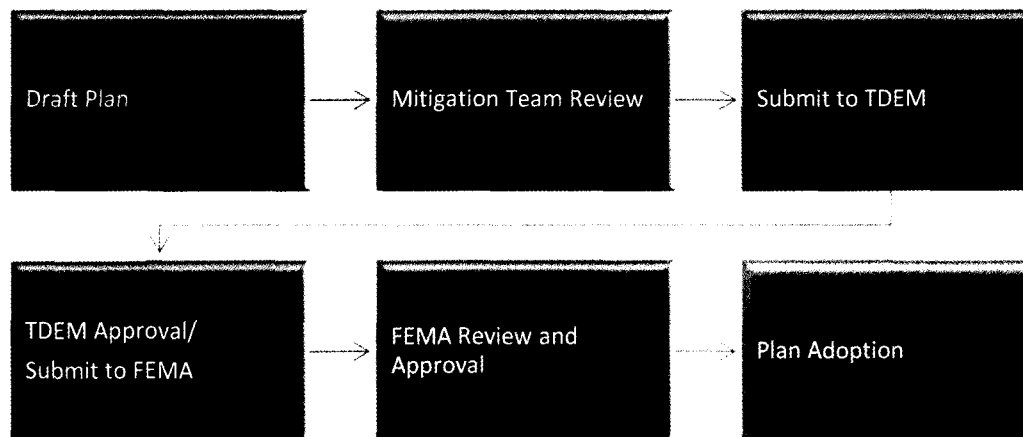 Draft Plan
Mitigation Team Review
Submit to TDEM
TDEM Approval/
Submit to FEMA
FEMA Review and
Approval
Plan Adoption